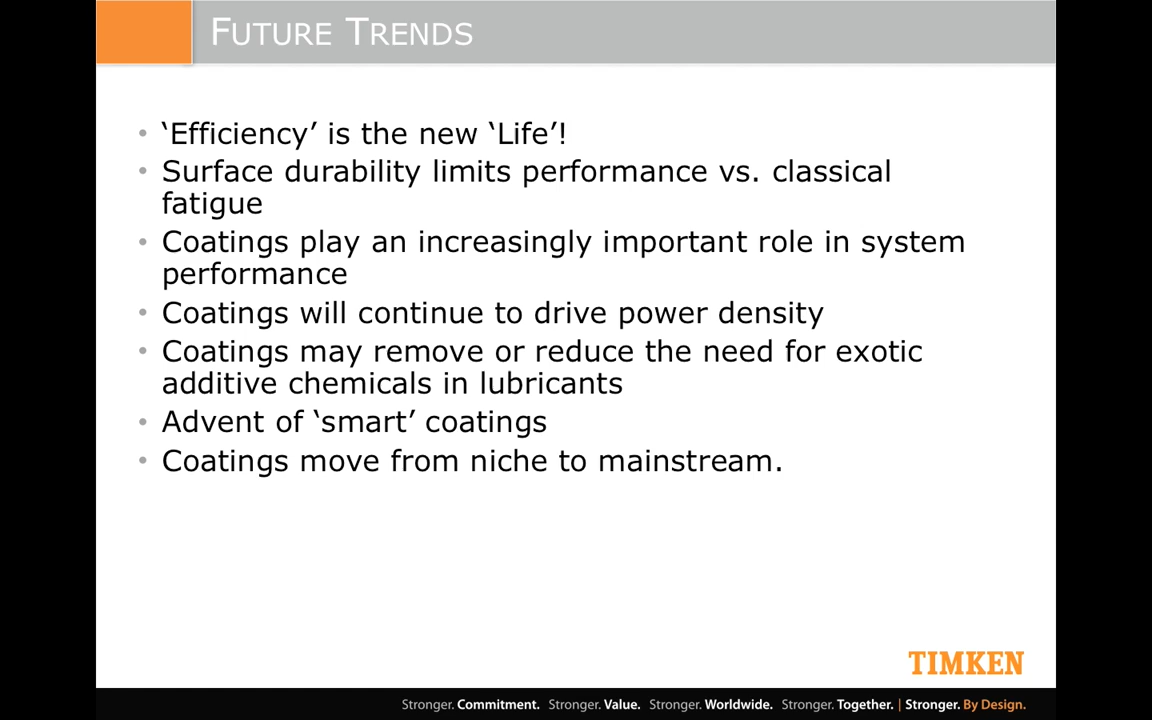 FUTURE TRENDS
• ‘Efficiency’ is the new ‘Life’!
• Surface durability limits performance vs. classical
fatigue
• Coatings play an increasingly important role in system
performance
• Coatings will continue to drive power density
• Coatings may remove or reduce the need for exotic
additive chemicals in lubricants
• Advent of ‘smart’ coatings
• Coatings move from niche to mainstream.
TIMKEN
Stronger. Commitment. Stronger. Value. Stronger. Worldwide. Stronger. Together. | Stronger. By Design.